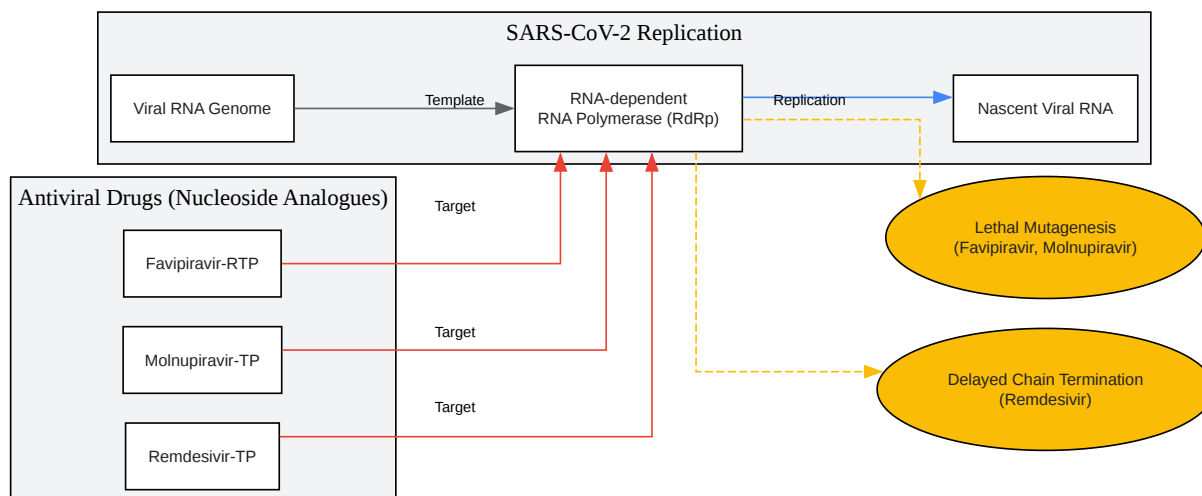 SARS-CoV-2 Replication
Viral RNA Genome
Template
RNA-dependent
RNA Polymerase (RdRp)
Replication
Nascent Viral RNA
Antiviral Drugs (Nucleoside Analogues)
Target
Favipiravir-RTP
Lethal Mutagenesis
(Favipiravir, Molnupiravir)
Target
Molnupiravir-TP
Delayed Chain Termination
(Remdesivir)
Target
Remdesivir-TP